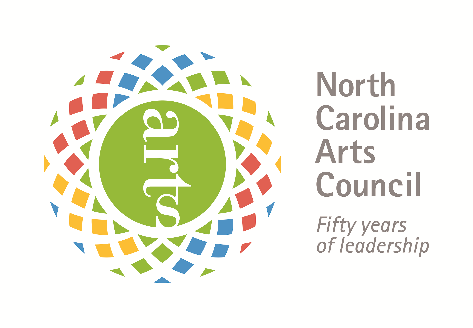 arts
North
Carolina
Arts
Council
Fifty years
of leadership